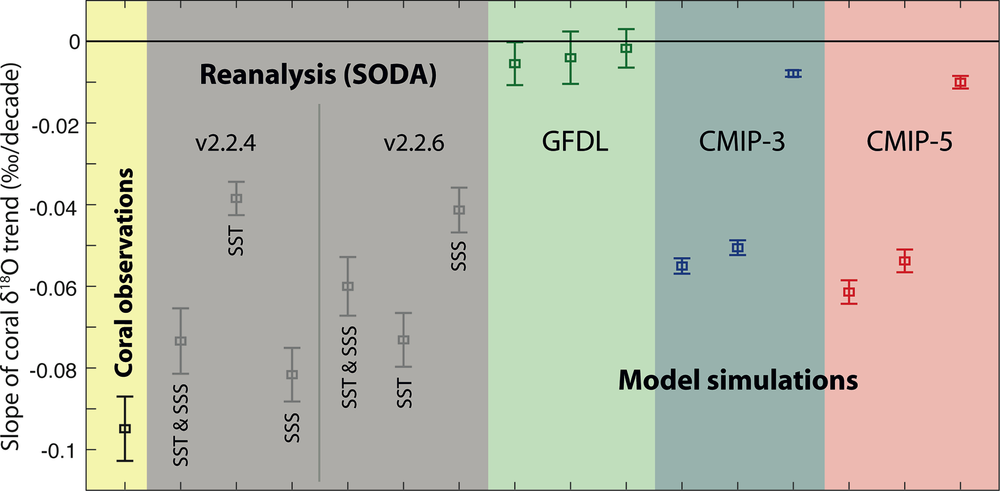 Slope of coral δ¹⁸O trend (‰/decade)
0
-0.02
-0.04
-0.06
-0.08
-0.1
Coral observations
Reanalysis (SODA)
v2.2.4
v2.2.6
SST & SSS
SST
SSS
SST & SSS
SST
SSS
GFDL
CMIP-3
CMIP-5
Model simulations